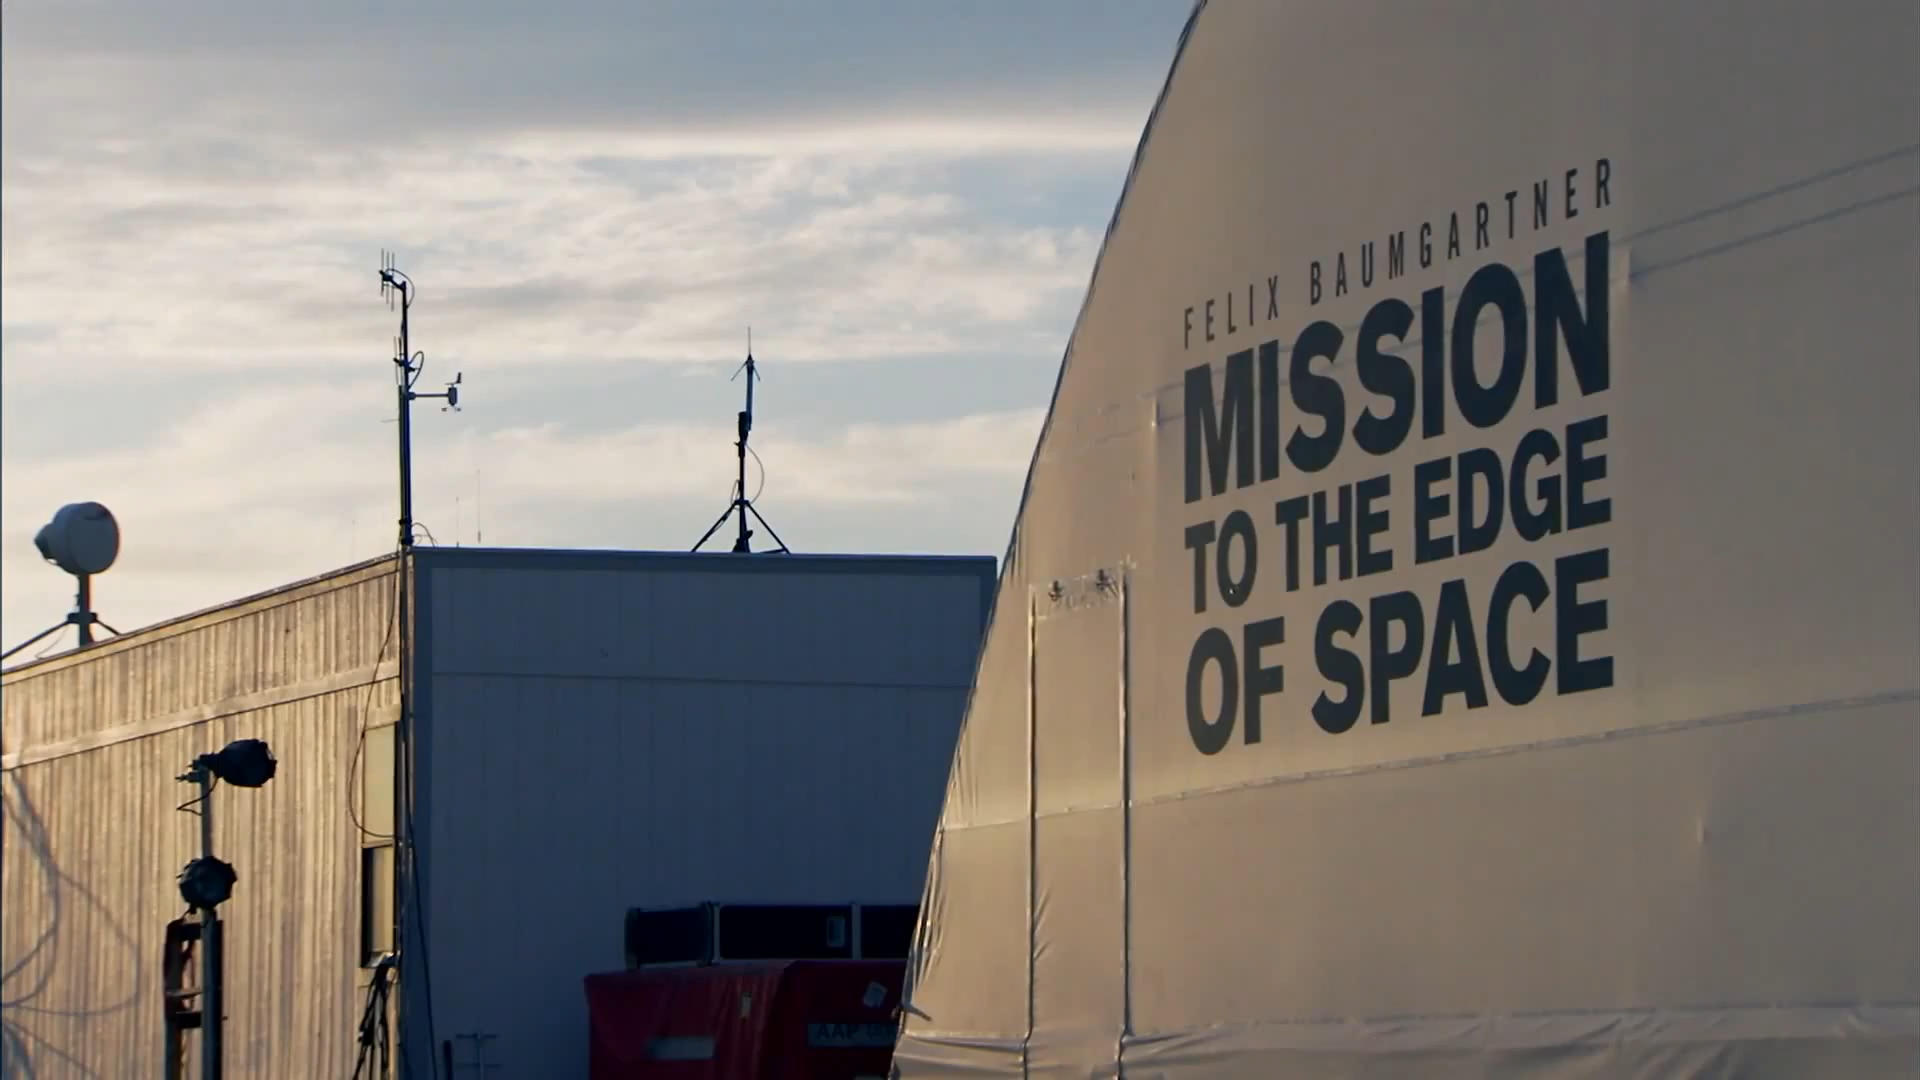 FELIX BAUMGARTNER
MISSION
TO THE EDGE
OF SPACE